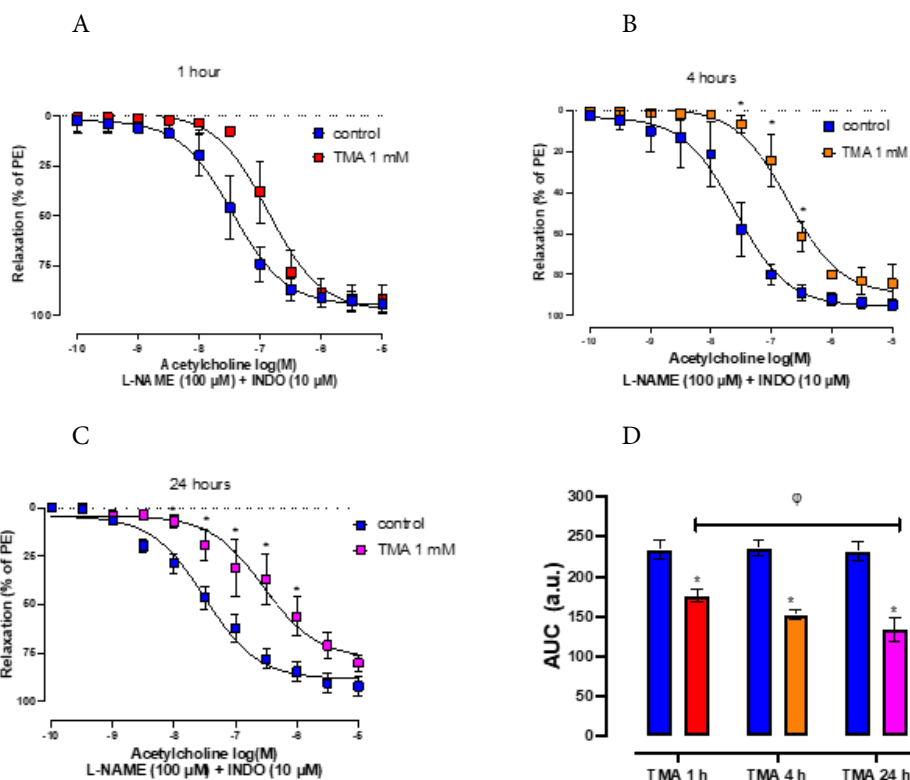 A
1 hour
Relaxation (% of PE)
0
25
50
75
100
control
TMA 1 mM
-10 -9 -8 -7 -6 -5
Acetylcholine log(M)
L-NAME (100 µM) + INDO (10 µM)
B
4 hours
Relaxation (% of PE)
0
20
40
60
80
100
control
TMA 1 mM
* * *
-10 -9 -8 -7 -6 -5
Acetylcholine log(M)
L-NAME (100 µM) + INDO (10 µM)
C
24 hours
Relaxation (% of PE)
0
25
50
75
100
control
TMA 1 mM
* * * * *
-10 -9 -8 -7 -6 -5
Acetylcholine log(M)
L-NAME (100 µM) + INDO (10 µM)
D
AUC (a.u.)
300
250
200
150
100
50
0
φ
* * *
TMA 1 h TMA 4 h TMA 24 h